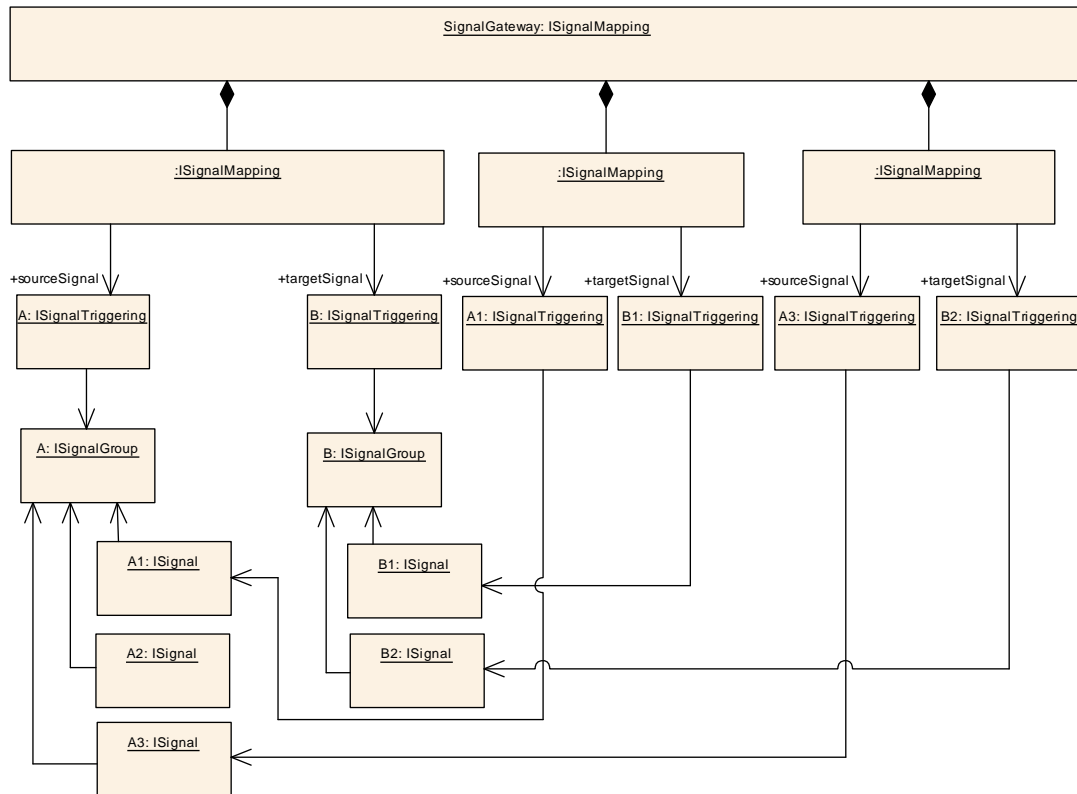 SignalGateway: ISignalMapping
:ISignalMapping
:ISignalMapping
:ISignalMapping
+sourceSignal
+targetSignal
+sourceSignal
+targetSignal
+sourceSignal
+targetSignal
A: ISignalTriggering
B: ISignalTriggering
A1: ISignalTriggering
B1: ISignalTriggering
A3: ISignalTriggering
B2: ISignalTriggering
A: ISignalGroup
B: ISignalGroup
A1: ISignal
B1: ISignal
A2: ISignal
B2: ISignal
A3: ISignal